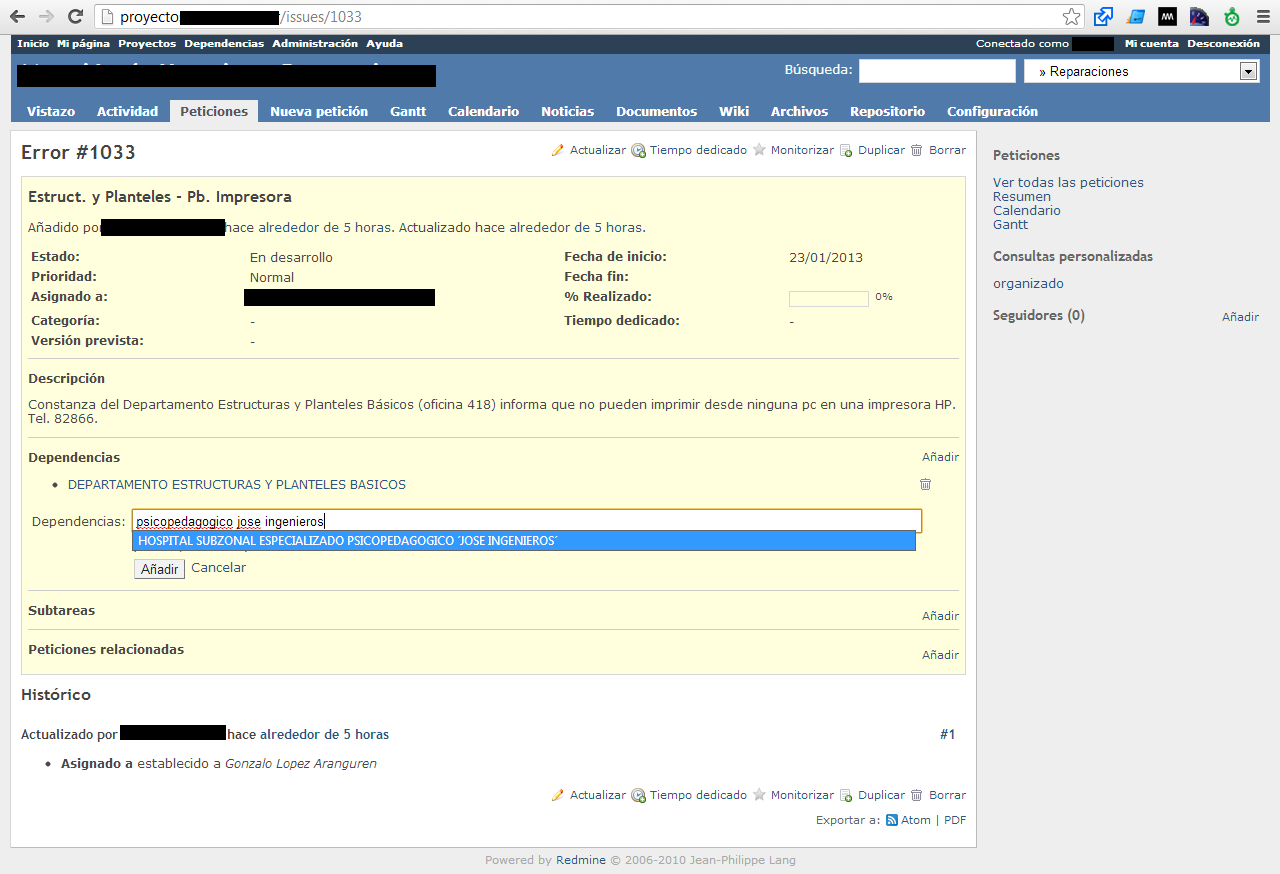 proyecto /issues/1033
Inicio Mi página Proyectos Dependencias Administración Ayuda Conectado como Mi cuenta Desconexión
Búsqueda: » Reparaciones
Vistazo Actividad Peticiones Nueva petición Gantt Calendario Noticias Documentos Wiki Archivos Repositorio Configuración
Error #1033 Actualizar Tiempo dedicado Monitorizar Duplicar Borrar
Estruct. y Planteles - Pb. Impresora
Añadido por hace alrededor de 5 horas. Actualizado hace alrededor de 5 horas.
Estado: En desarrollo Fecha de inicio: 23/01/2013
Prioridad: Normal Fecha fin:
Asignado a: % Realizado: 0%
Categoría: - Tiempo dedicado: -
Versión prevista: -
Descripción
Constanza del Departamento Estructuras y Planteles Básicos (oficina 418) informa que no pueden imprimir desde ninguna pc en una impresora HP.
Tel. 82866.
Dependencias Añadir
• DEPARTAMENTO ESTRUCTURAS Y PLANTELES BASICOS
Dependencias: psicopedagogico jose ingenieros
HOSPITAL SUBZONAL ESPECIALIZADO PSICOPEDAGOGICO ´JOSE INGENIEROS´
Añadir Cancelar
Subtareas Añadir
Peticiones relacionadas Añadir
Histórico
Actualizado por hace alrededor de 5 horas #1
• Asignado a establecido a Gonzalo Lopez Aranguren
Actualizar Tiempo dedicado Monitorizar Duplicar Borrar
Exportar a: Atom | PDF
Peticiones
Ver todas las peticiones
Resumen
Calendario
Gantt
Consultas personalizadas
organizado
Seguidores (0) Añadir
Powered by Redmine © 2006-2010 Jean-Philippe Lang